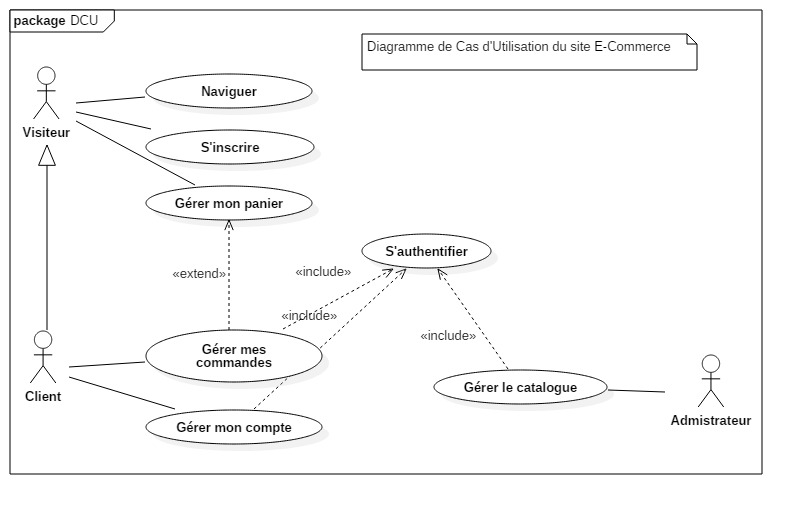 package DCU
Diagramme de Cas d'Utilisation du site E-Commerce
Naviguer
Visiteur
S'inscrire
Gérer mon panier
S'authentifier
«extend»
«include»
«include»
«include»
Gérer mes
commandes
Client
Gérer le catalogue
Admistrateur
Gérer mon compte